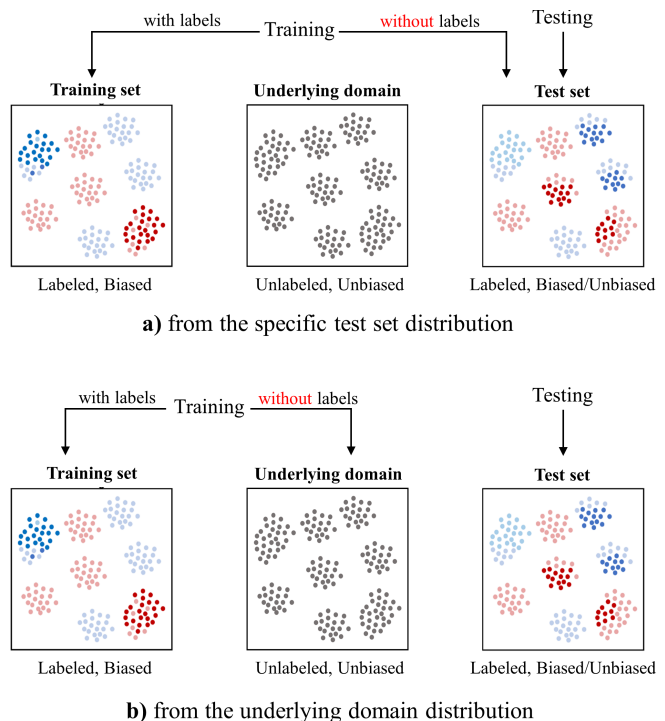 with labels Training without labels Testing
Training set Underlying domain Test set
Labeled, Biased Unlabeled, Unbiased Labeled, Biased/Unbiased
a) from the specific test set distribution
with labels Training without labels Testing
Training set Underlying domain Test set
Labeled, Biased Unlabeled, Unbiased Labeled, Biased/Unbiased
b) from the underlying domain distribution